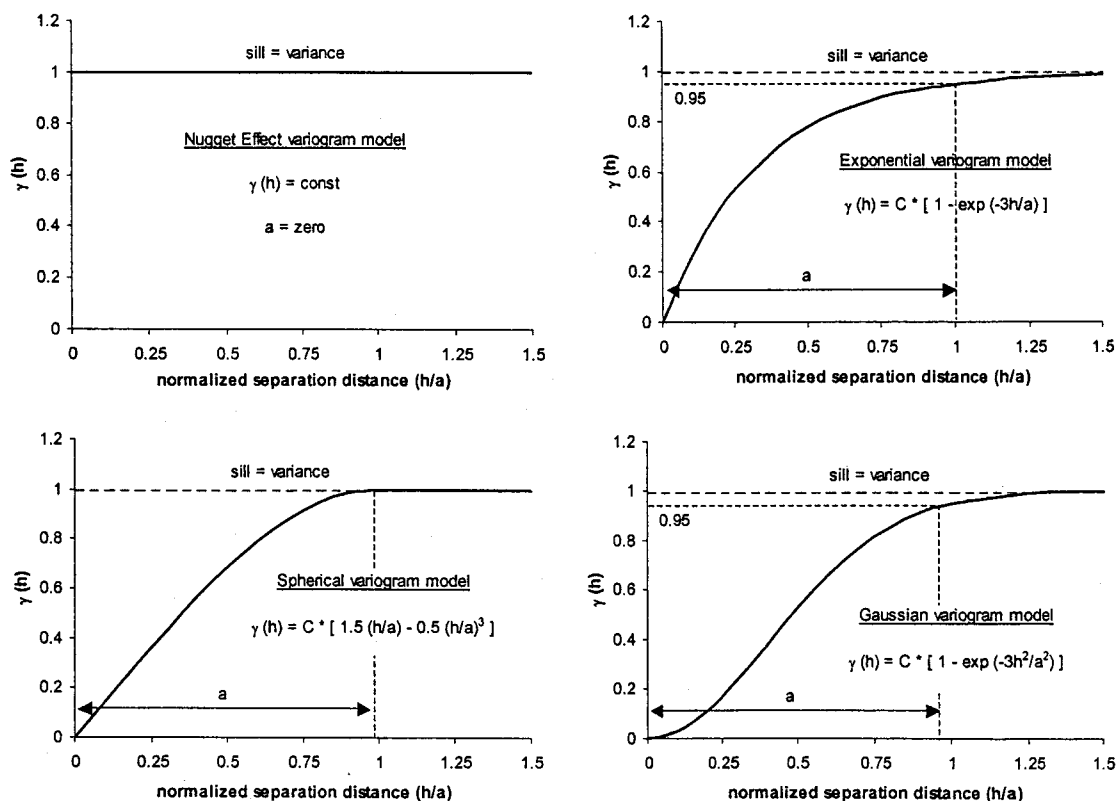 1.2
sill = variance
1
0.8
Nugget Effect variogram model
0.6
γ (h)
γ (h) = const
0.4
a = zero
0.2
0
0 0.25 0.5 0.75 1 1.25 1.5
normalized separation distance (h/a)
1.2
sill = variance
1
0.95
0.8
0.6
γ (h)
Exponential variogram model
γ (h) = C * [ 1 - exp (-3h/a) ]
0.4
a
0.2
0
0 0.25 0.5 0.75 1 1.25 1.5
normalized separation distance (h/a)
1.2
sill = variance
1
0.8
0.6
γ (h)
Spherical variogram model
γ (h) = C * [ 1.5 (h/a) - 0.5 (h/a)³ ]
0.4
a
0.2
0
0 0.25 0.5 0.75 1 1.25 1.5
normalized separation distance (h/a)
1.2
sill = variance
1
0.95
0.8
0.6
γ (h)
Gaussian variogram model
γ (h) = C * [ 1 - exp (-3h²/a²) ]
0.4
a
0.2
0
0 0.25 0.5 0.75 1 1.25 1.5
normalized separation distance (h/a)